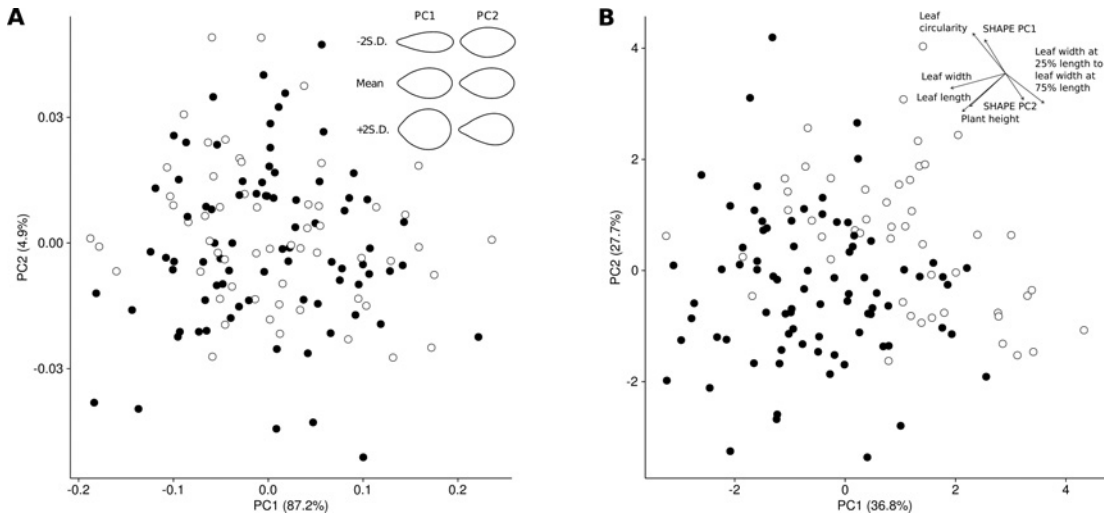 A
PC1 PC2
-2S.D.
Mean
+2S.D.
0.03
0.00
-0.03
PC2 (4.9%)
-0.2 -0.1 0.0 0.1 0.2
PC1 (87.2%)
B
Leaf
circularity
SHAPE PC1
Leaf width at
25% length to
leaf width at
75% length
Leaf width
Leaf length
SHAPE PC2
Plant height
4
2
0
-2
PC2 (27.7%)
-2 0 2 4
PC1 (36.8%)